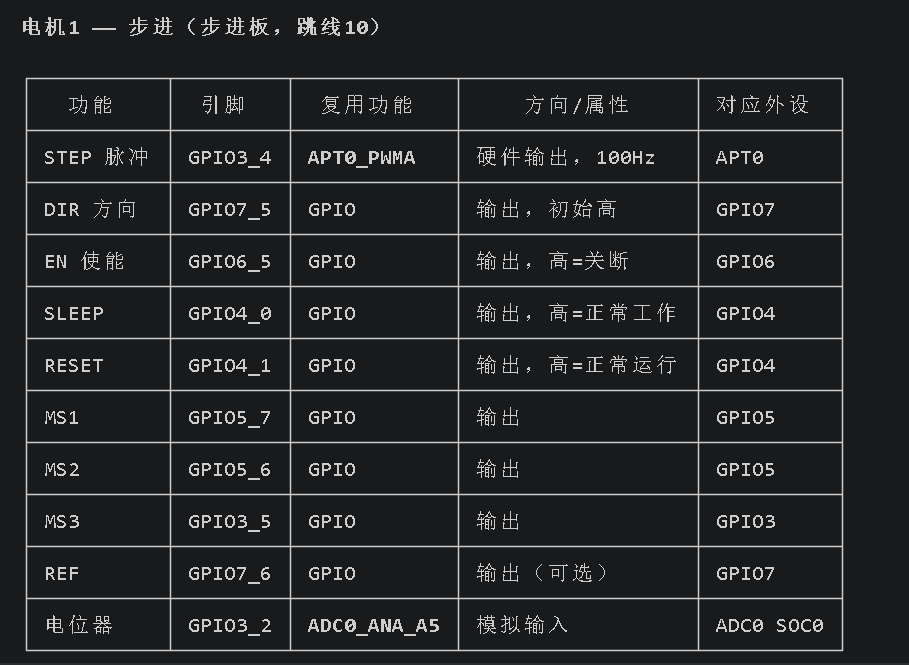 电机1 —— 步进（步进板，跳线10）
功能 引脚 复用功能 方向/属性 对应外设
STEP 脉冲 GPIO3_4 APT0_PWMA 硬件输出，100Hz APT0
DIR 方向 GPIO7_5 GPIO 输出，初始高 GPIO7
EN 使能 GPIO6_5 GPIO 输出，高=关断 GPIO6
SLEEP GPIO4_0 GPIO 输出，高=正常工作 GPIO4
RESET GPIO4_1 GPIO 输出，高=正常运行 GPIO4
MS1 GPIO5_7 GPIO 输出 GPIO5
MS2 GPIO5_6 GPIO 输出 GPIO5
MS3 GPIO3_5 GPIO 输出 GPIO3
REF GPIO7_6 GPIO 输出（可选） GPIO7
电位器 GPIO3_2 ADC0_ANA_A5 模拟输入 ADC0 SOC0